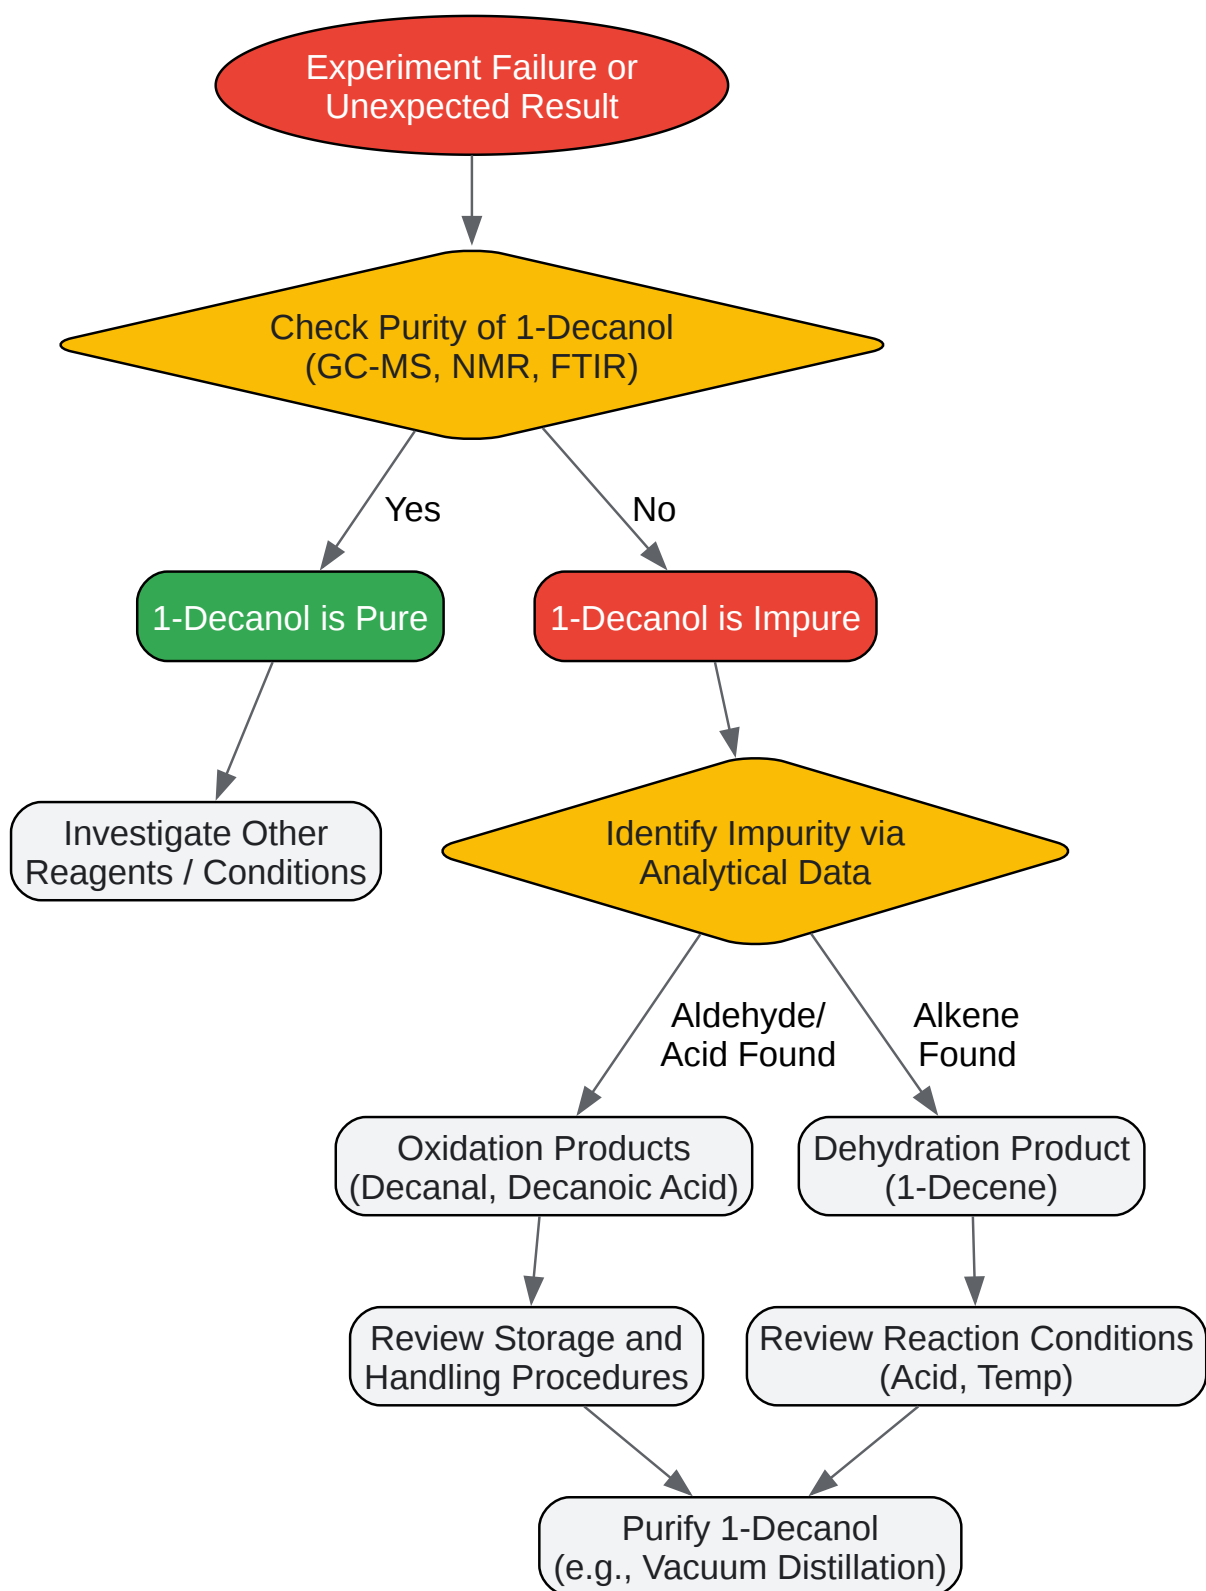 Experiment Failure or
Unexpected Result
Check Purity of 1-Decanol
(GC-MS, NMR, FTIR)
Yes
No
1-Decanol is Pure
1-Decanol is Impure
Investigate Other
Reagents / Conditions
Identify Impurity via
Analytical Data
Aldehyde/
Acid Found
Alkene
Found
Oxidation Products
(Decanal, Decanoic Acid)
Dehydration Product
(1-Decene)
Review Storage and
Handling Procedures
Review Reaction Conditions
(Acid, Temp)
Purify 1-Decanol
(e.g., Vacuum Distillation)